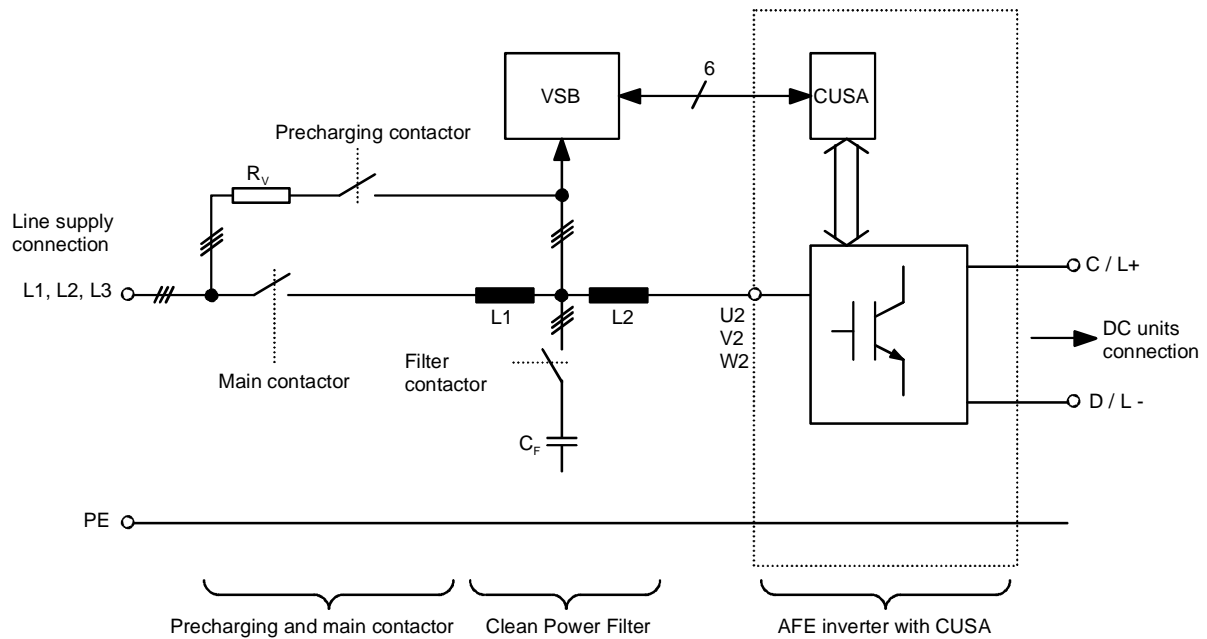 6
VSB
CUSA
Precharging contactor
RV
Line supply
connection
L1, L2, L3
C / L+
L1
L2
U2
V2
W2
DC units
connection
Main contactor
Filter
contactor
D / L -
CF
PE
Precharging and main contactor
Clean Power Filter
AFE inverter with CUSA